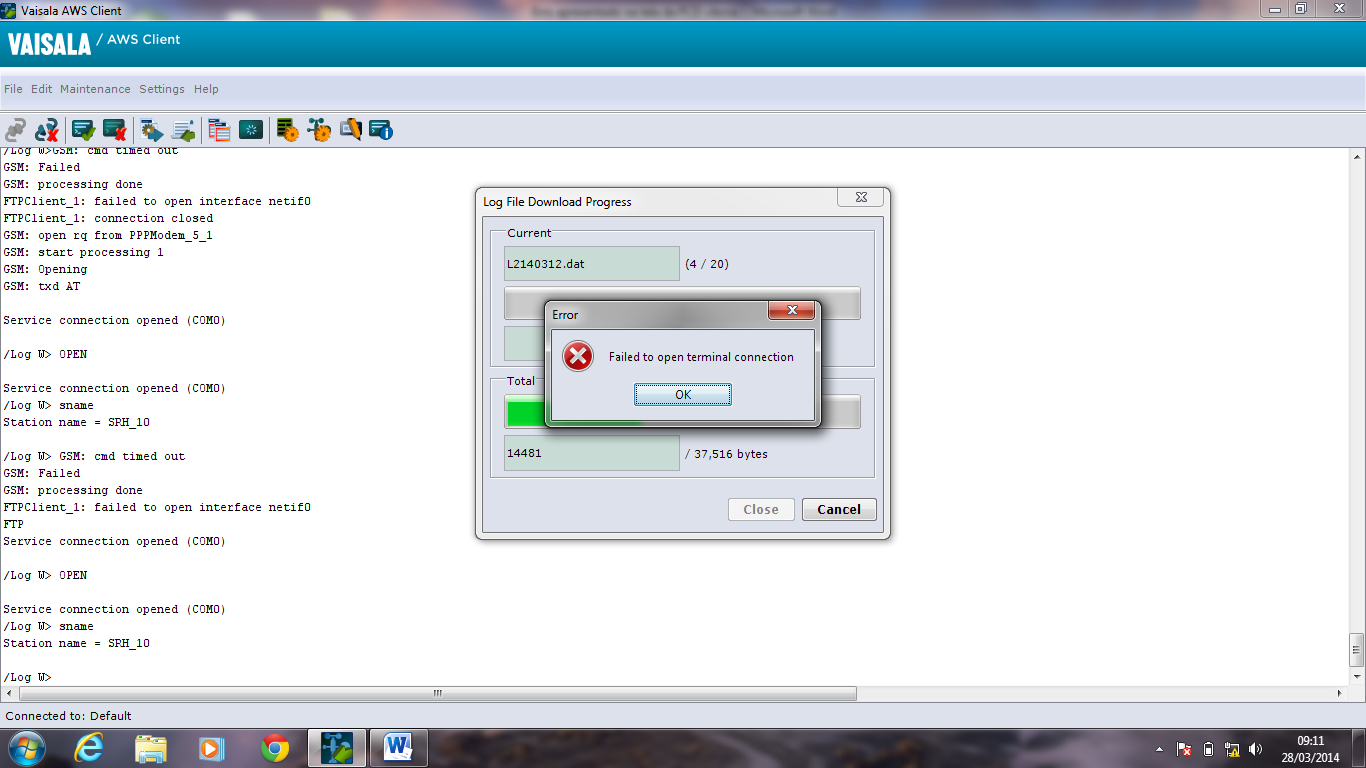 Vaisala AWS Client
VAISALA / AWS Client
File Edit Maintenance Settings Help
/Log W>GSM: cmd timed out
GSM: Failed
GSM: processing done
FTPClient_1: failed to open interface netif0
FTPClient_1: connection closed
GSM: open rq from PPPModem_5_1
GSM: start processing 1
GSM: Opening
GSM: txd AT
Service connection opened (COM0)
/Log W> OPEN
Service connection opened (COM0)
/Log W> sname
Station name = SRH_10
/Log W> GSM: cmd timed out
GSM: Failed
GSM: processing done
FTPClient_1: failed to open interface netif0
FTP
Service connection opened (COM0)
/Log W> OPEN
Service connection opened (COM0)
/Log W> sname
Station name = SRH_10
/Log W>
Log File Download Progress
Current
L2140312.dat (4 / 20)
Error
Failed to open terminal connection
OK
Total
14481 / 37,516 bytes
Close Cancel
Connected to: Default
09:11
28/03/2014